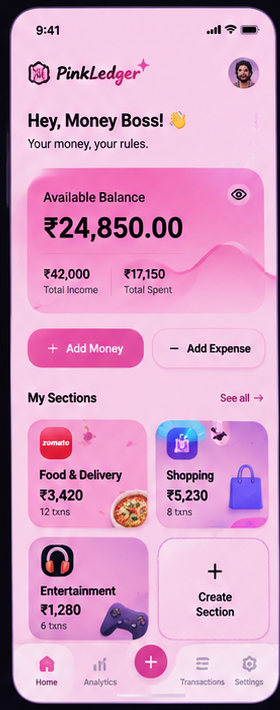 9:41
PinkLedger
Hey, Money Boss! 👋
Your money, your rules.
Available Balance
₹24,850.00
₹42,000 ₹17,150
Total Income Total Spent
+ Add Money − Add Expense
My Sections See all →
zomato
Food & Delivery Shopping
₹3,420 ₹5,230
12 txns 8 txns
Entertainment
₹1,280
6 txns
+
Create
Section
+
Home Analytics Transactions Settings